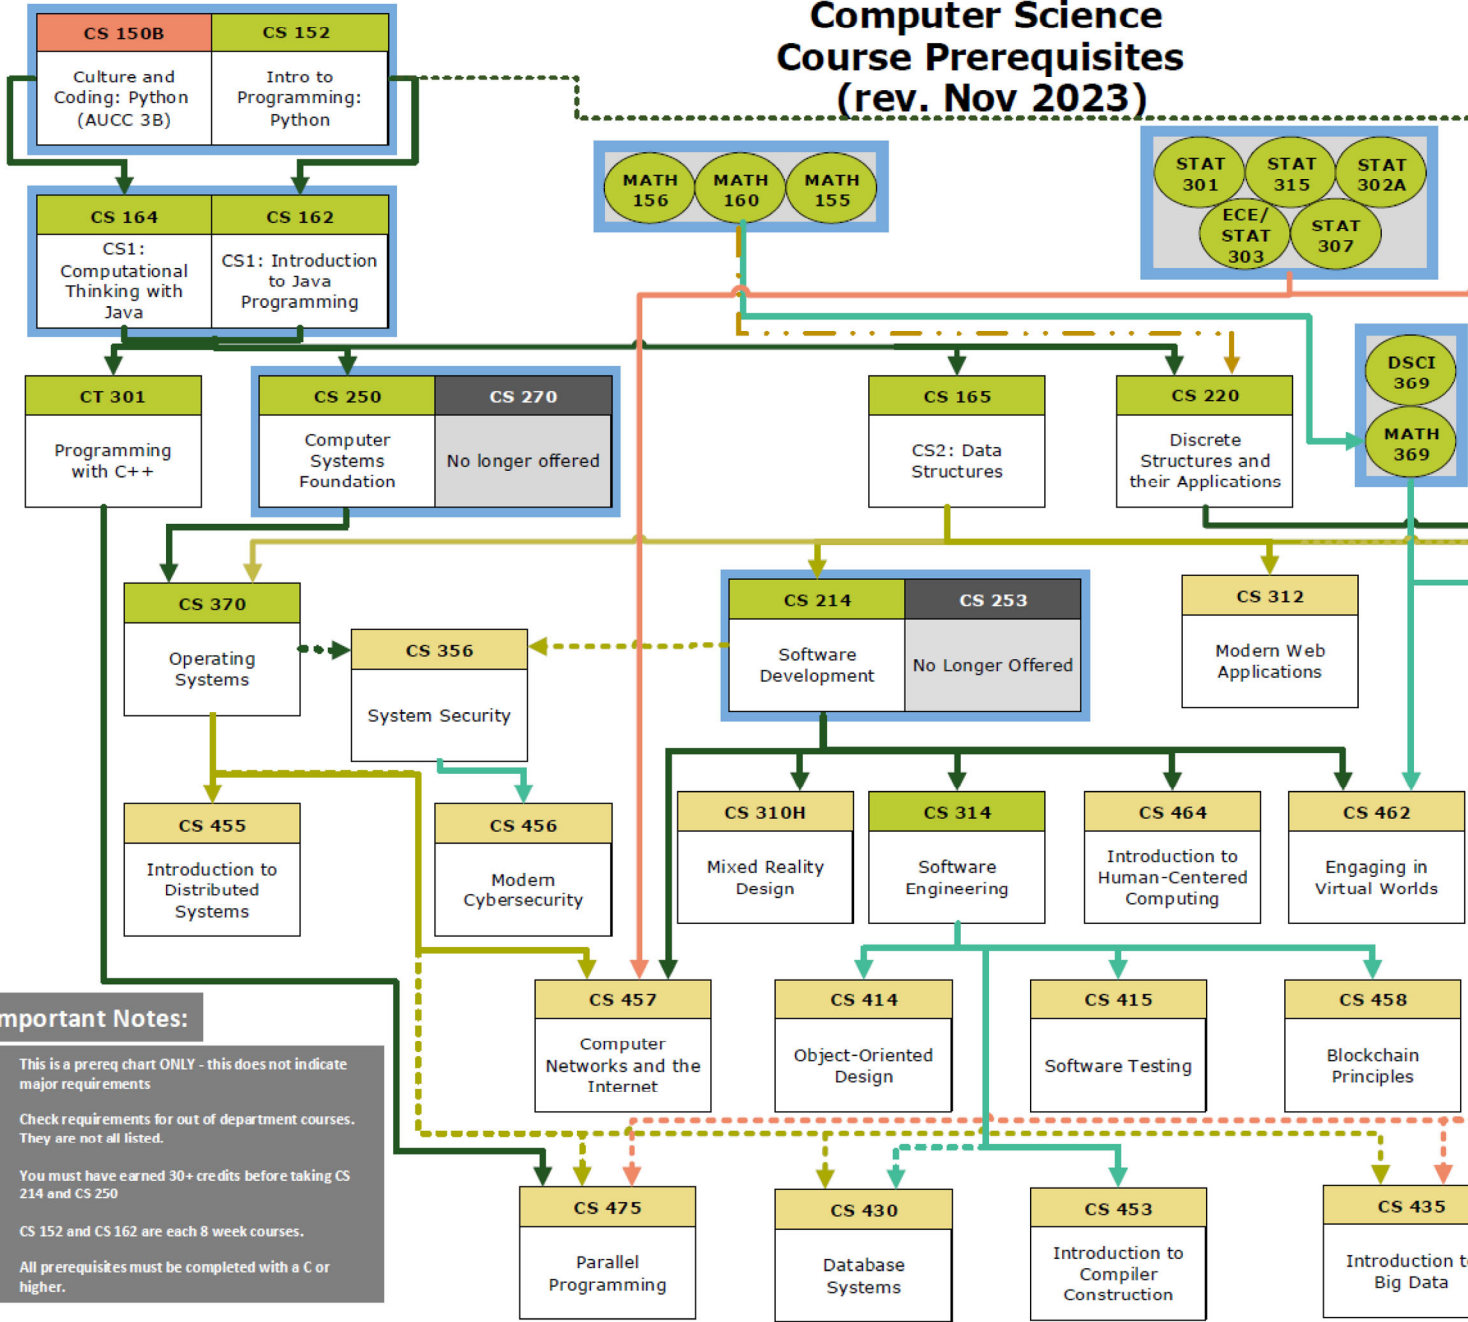 Computer Science
Course Prerequisites
(rev. Nov 2023)
CS 150B
CS 152
Culture and
Coding: Python
(AUCC 3B)
Intro to
Programming:
Python
MATH
156
MATH
160
MATH
155
STAT
301
STAT
315
STAT
302A
ECE/
STAT
303
STAT
307
CS 164
CS 162
CS1:
Computational
Thinking with
Java
CS1: Introduction
to Java
Programming
DSCI
369
MATH
369
CT 301
Programming
with C++
CS 250
Computer
Systems
Foundation
CS 270
No longer offered
CS 165
CS2: Data
Structures
CS 220
Discrete
Structures and
their Applications
CS 370
Operating
Systems
CS 356
System Security
CS 214
Software
Development
CS 253
No Longer Offered
CS 312
Modern Web
Applications
CS 455
Introduction to
Distributed
Systems
CS 456
Modern
Cybersecurity
CS 310H
Mixed Reality
Design
CS 314
Software
Engineering
CS 464
Introduction to
Human-Centered
Computing
CS 462
Engaging in
Virtual Worlds
CS 457
Computer
Networks and the
Internet
CS 414
Object-Oriented
Design
CS 415
Software Testing
CS 458
Blockchain
Principles
mportant Notes:
This is a prereq chart ONLY - this does not indicate
major requirements
Check requirements for out of department courses.
They are not all listed.
You must have earned 30+ credits before taking CS
214 and CS 250
CS 152 and CS 162 are each 8 week courses.
All prerequisites must be completed with a C or
higher.
CS 475
Parallel
Programming
CS 430
Database
Systems
CS 453
Introduction to
Compiler
Construction
CS 435
Introduction t
Big Data